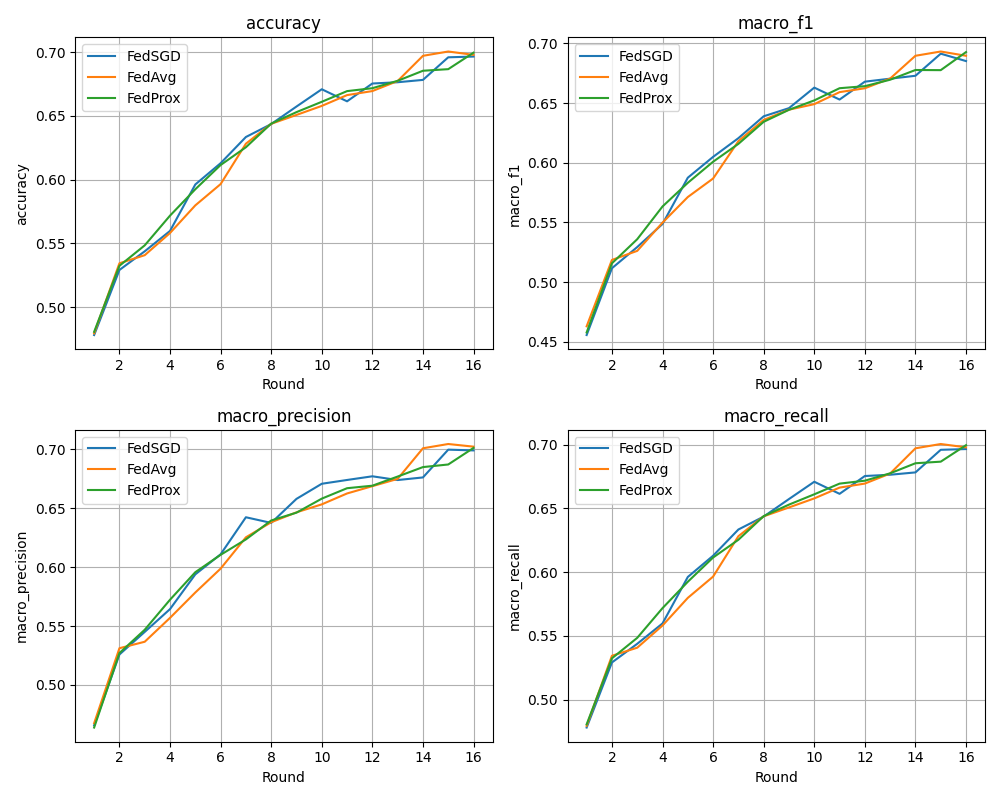 accuracy
FedSGD
FedAvg
FedProx
accuracy
0.70
0.65
0.60
0.55
0.50
2 4 6 8 10 12 14 16
Round
macro_f1
FedSGD
FedAvg
FedProx
macro_f1
0.70
0.65
0.60
0.55
0.50
0.45
2 4 6 8 10 12 14 16
Round
macro_precision
FedSGD
FedAvg
FedProx
macro_precision
0.70
0.65
0.60
0.55
0.50
2 4 6 8 10 12 14 16
Round
macro_recall
FedSGD
FedAvg
FedProx
macro_recall
0.70
0.65
0.60
0.55
0.50
2 4 6 8 10 12 14 16
Round